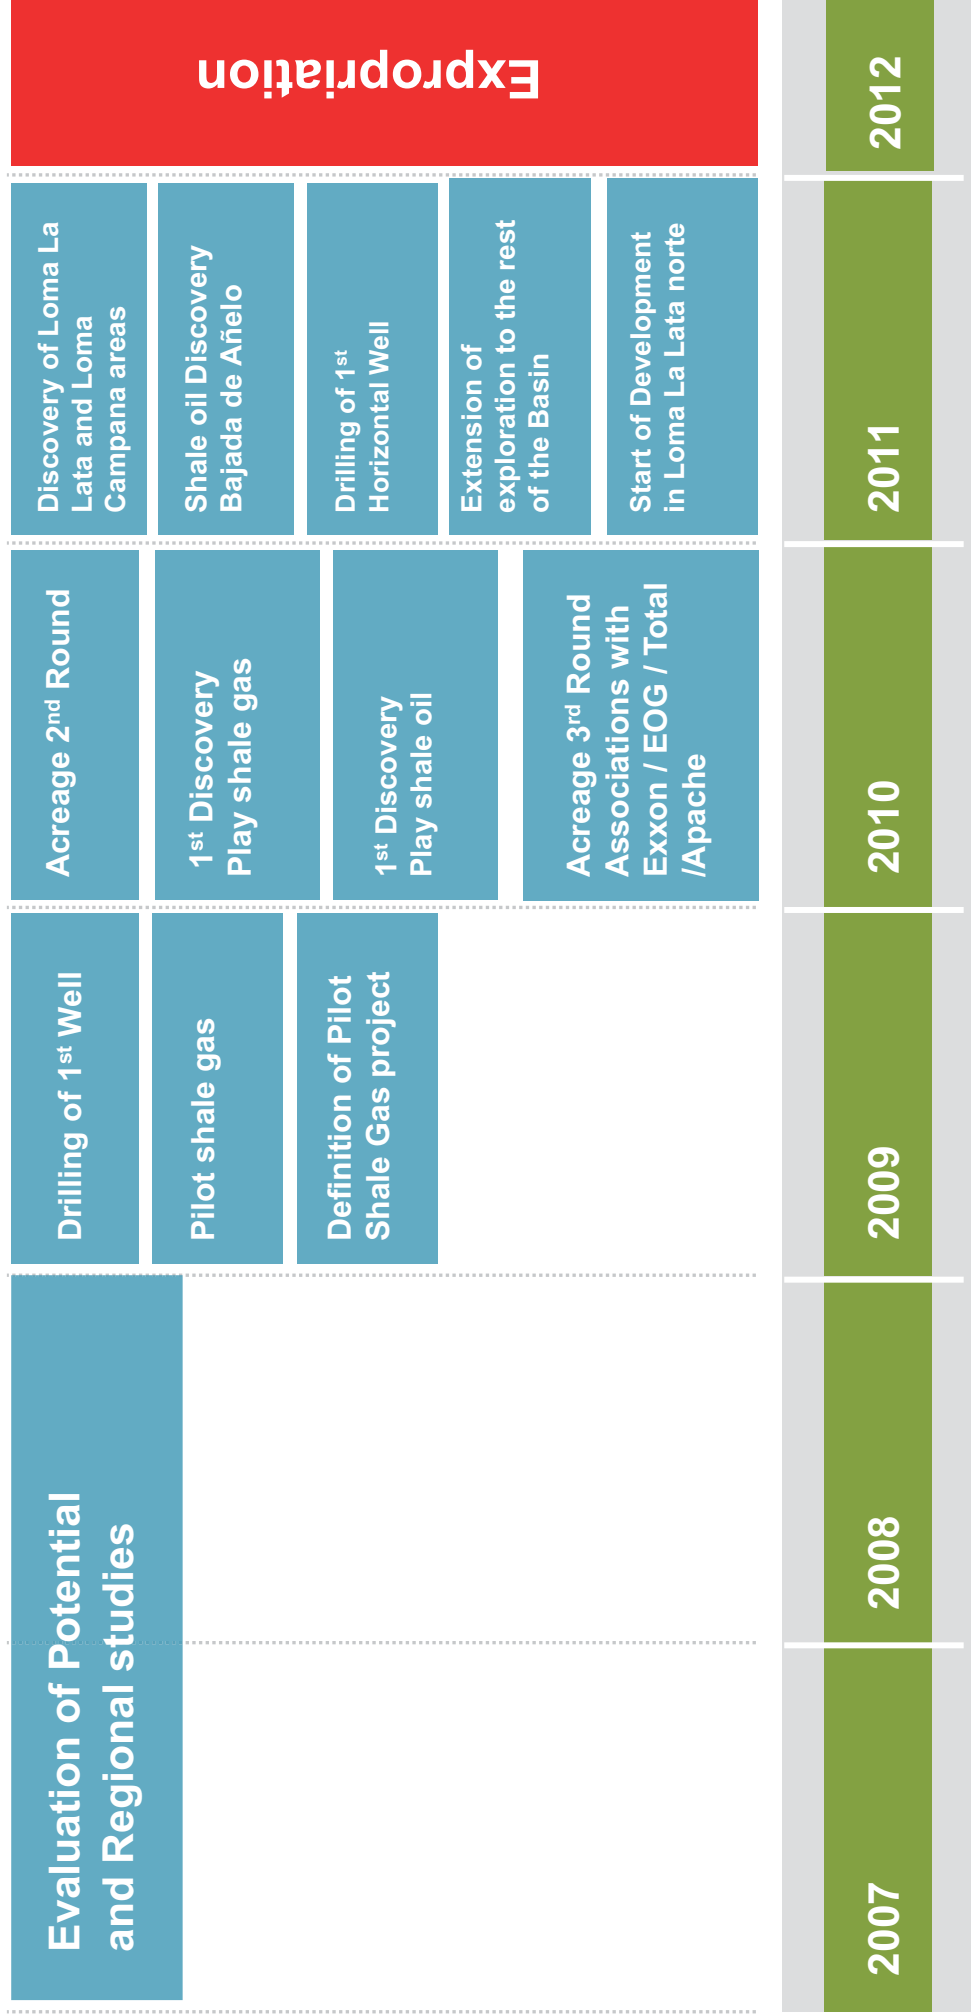 Evaluation of Potential
and Regional studies
Drilling of 1st Well
Pilot shale gas
Definition of Pilot
Shale Gas project
Acreage 2nd Round
1st Discovery
Play shale gas
1st Discovery
Play shale oil
Acreage 3rd Round
Associations with
Exxon / EOG / Total
/Apache
Discovery of Loma La
Lata and Loma
Campana areas
Shale oil Discovery
Bajada de Añelo
Drilling of 1st
Horizontal Well
Extension of
exploration to the rest
of the Basin
Start of Development
in Loma La Lata norte
Expropriation
2007
2008
2009
2010
2011
2012